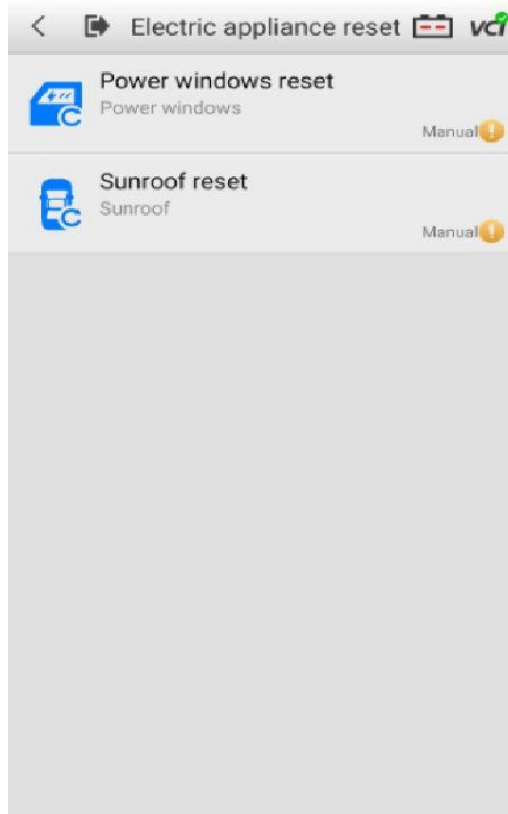 Electric appliance reset VCI
Power windows reset
Power windows
Manual
Sunroof reset
Sunroof
Manual